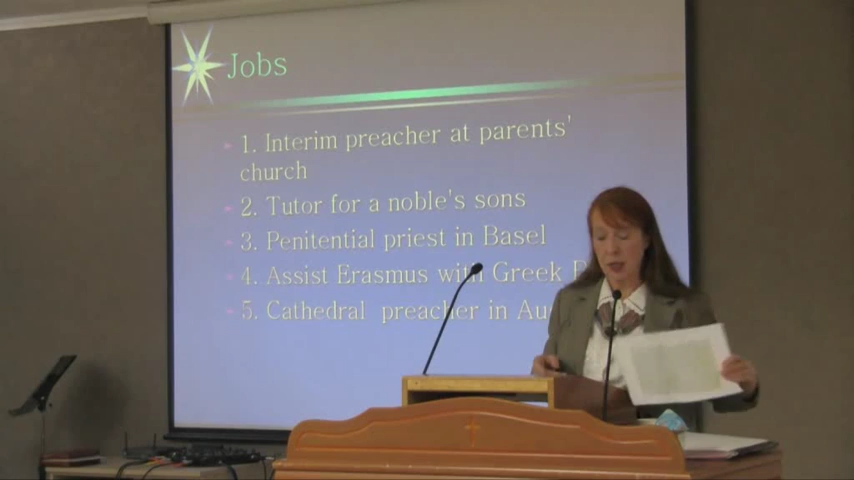 Jobs
- 1. Interim preacher at parents'
church
- 2. Tutor for a noble's sons
- 3. Penitential priest in Basel
- 4. Assist Erasmus with Greek
- 5. Cathedral preacher in